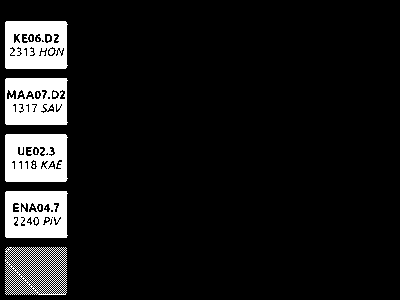 KE06.D2
2313 HON
MAA07.D2
1317 SAV
UE02.3
1118 KAE
ENA04.7
2240 PIV